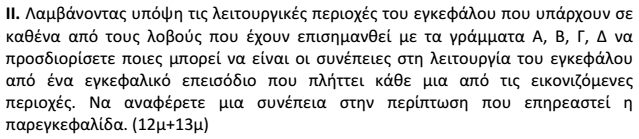 II. Λαμβάνοντας υπόψη τις λειτουργικές περιοχές του εγκεφάλου που υπάρχουν σε
καθένα από τους λοβούς που έχουν επισημανθεί με τα γράμματα Α, Β, Γ, Δ να
προσδιορίσετε ποιες μπορεί να είναι οι συνέπειες στη λειτουργία του εγκεφάλου
από ένα εγκεφαλικό επεισόδιο που πλήττει κάθε μια από τις εικονιζόμενες
περιοχές. Να αναφέρετε μια συνέπεια στην περίπτωση που επηρεαστεί η
παρεγκεφαλίδα. (12μ+13μ)